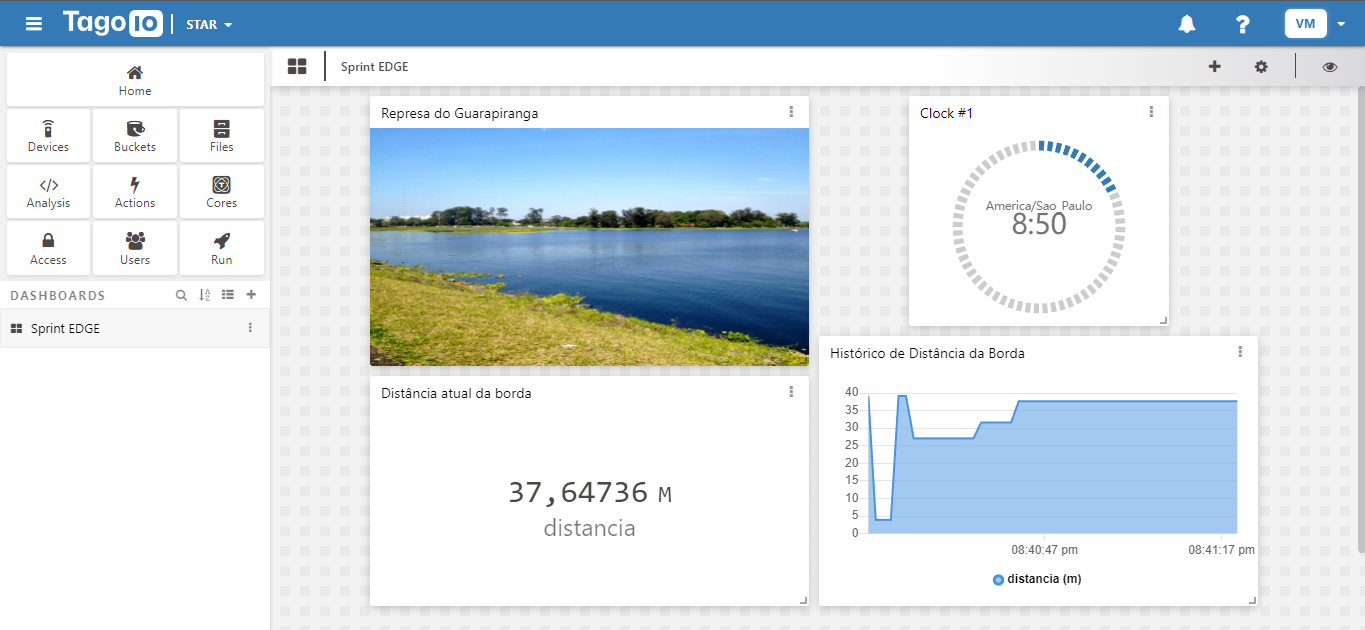 TagoIO
STAR
VM
Home
Devices
Buckets
Files
Analysis
Actions
Cores
Access
Users
Run
DASHBOARDS
Sprint EDGE
Sprint EDGE
Represa do Guarapiranga
Clock #1
America/Sao_Paulo
8:50
Distância atual da borda
37,64736 M
distancia
Histórico de Distância da Borda
40
35
30
25
20
15
10
5
0
08:40:47 pm
08:41:17 pm
distancia (m)